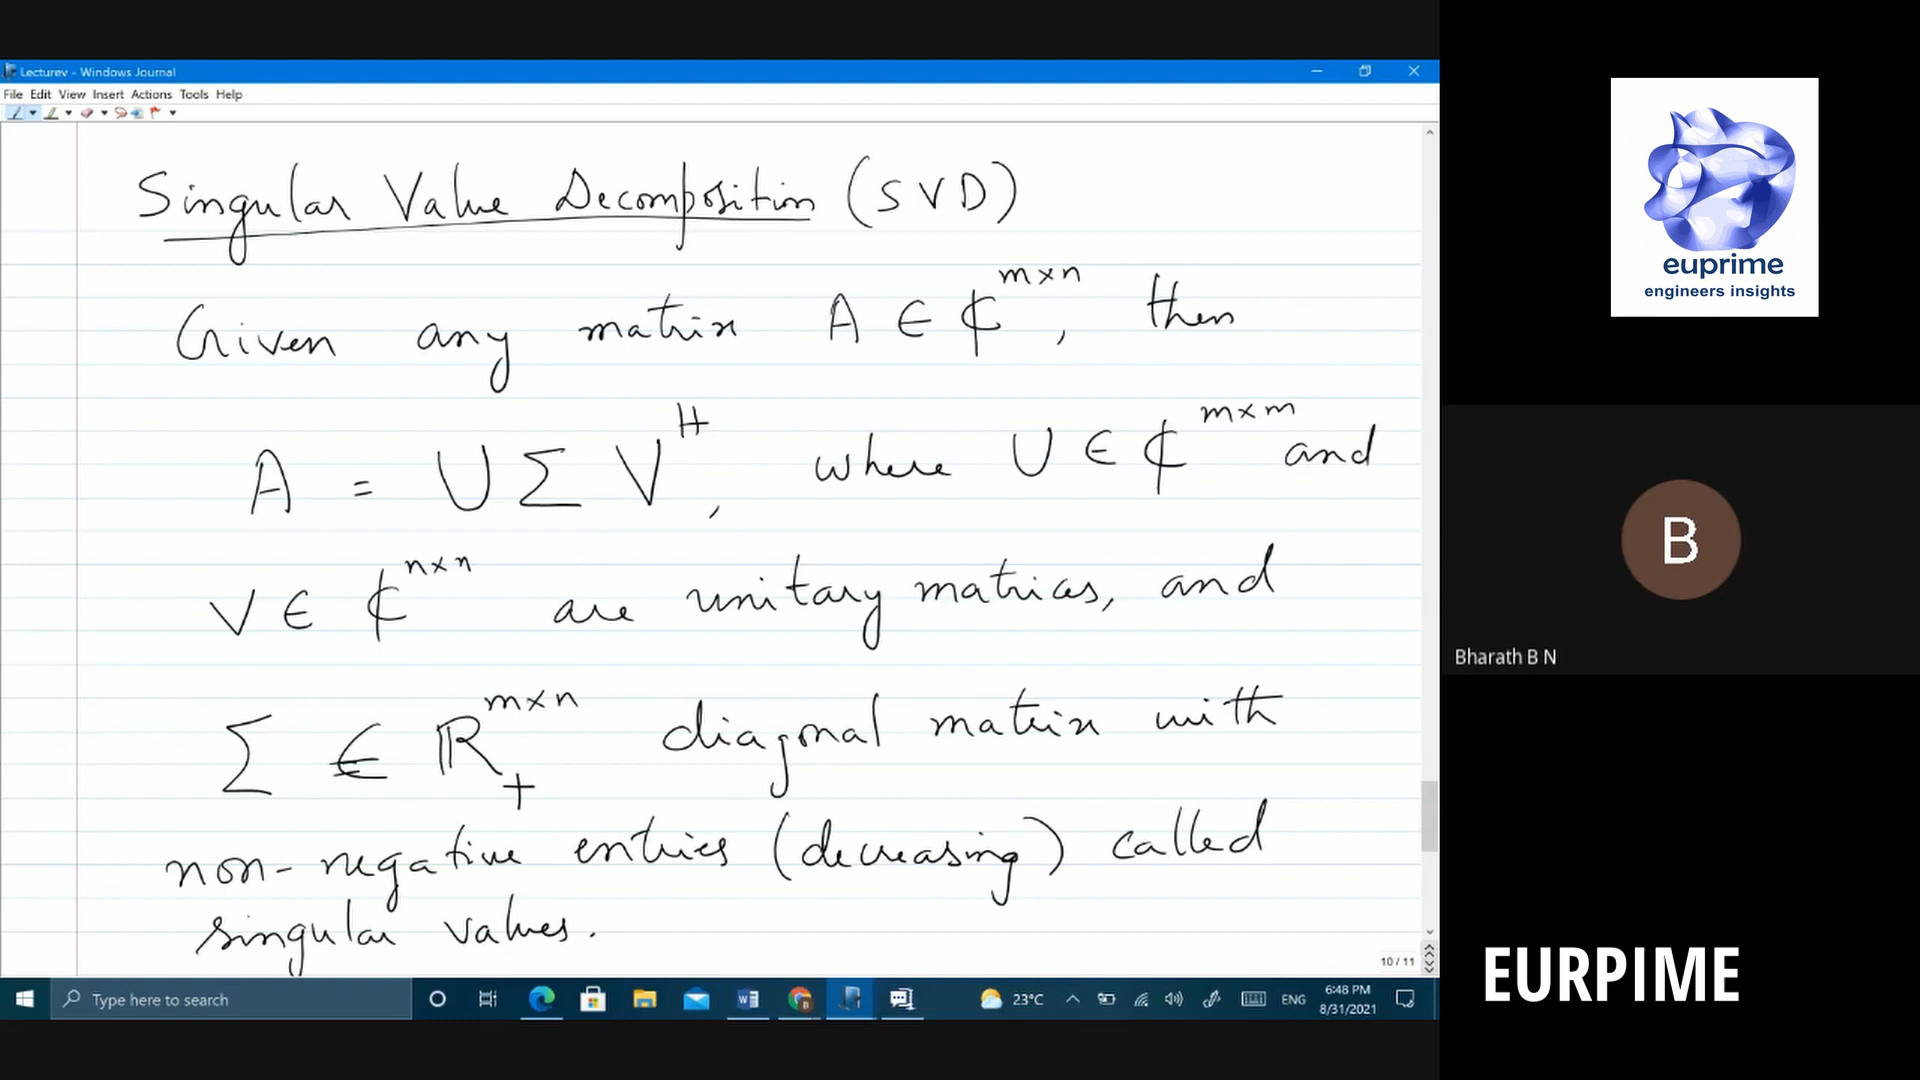 Lecturev - Windows Journal
File Edit View Insert Actions Tools Help
Singular Value Decomposition (SVD)
Given any matrix A ∈ ℂ^{m×n}, then
A = U Σ V^H, where U ∈ ℂ^{m×m} and
V ∈ ℂ^{n×n} are unitary matrices, and
Σ ∈ ℝ_+^{m×n} diagonal matrix with
non-negative entries (decreasing) called
singular values.
10 / 11
Type here to search
23°C
ENG
6:48 PM
8/31/2021
euprime
engineers insights
B
Bharath B N
EURPIME